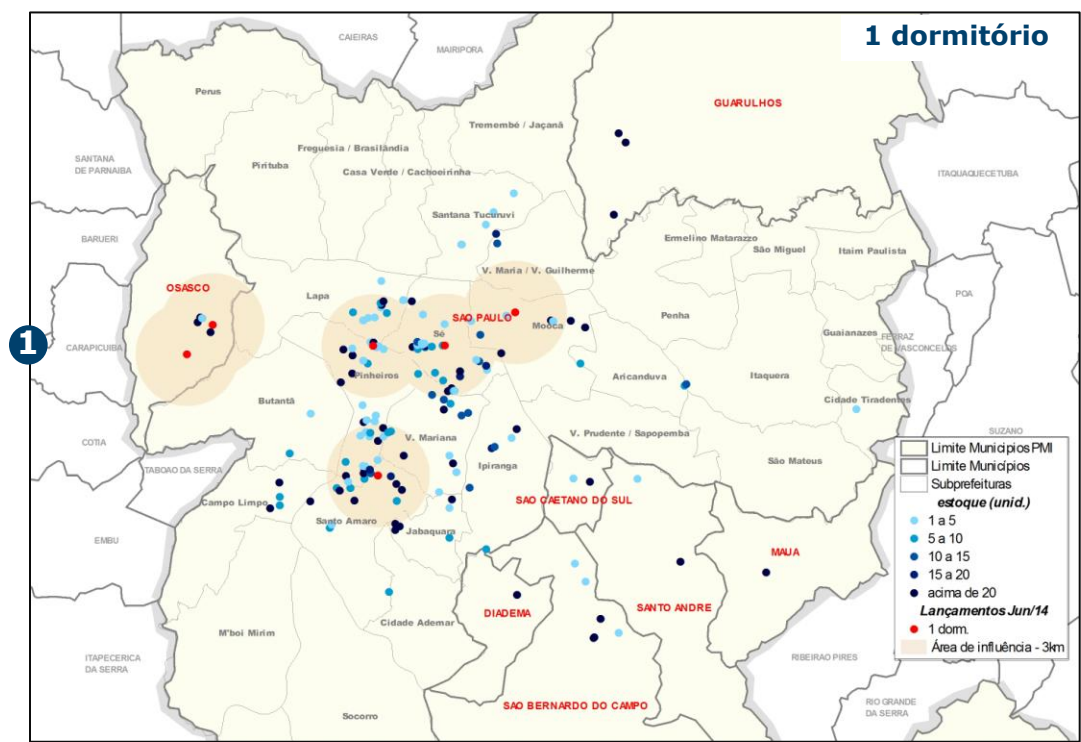 1 dormitório
CAIEIRAS
MAIRIPORA
Perus
GUARULHOS
Tremembé / Jaçanã
Freguesia / Brasilândia
SANTANA
DE PARNAIBA
Pirituba
Casa Verde / Cachoeirinha
ITAQUAQUECETUBA
Santana Tucuruvi
Ermelino Matarazzo
São Miguel
Itaim Paulista
BARUERI
V. Maria / V. Guilherme
OSASCO
Lapa
POA
SAO PAULO
Sé
Mooca
Penha
Guaianazes
FERRAZ
DE VASCONCELOS
1
CARAPICUIBA
Pinheiros
Aricanduva
Itaquera
Butantã
Cidade Tiradentes
SUZANO
COTIA
V. Mariana
V. Prudente / Sapopemba
TABOAO DA SERRA
Ipiranga
São Mateus
Campo Limpo
SAO CAETANO DO SUL
Santo Amaro
Jabaquara
EMBU
MAUA
DIADEMA
SANTO ANDRE
M'boi Mirim
Cidade Ademar
ITAPECERICA
DA SERRA
RIBEIRAO PIRES
SAO BERNARDO DO CAMPO
Socorro
RIO GRANDE
DA SERRA
Limite Municipios PMI
Limite Municípios
Subprefeituras
estoque (unid.)
1 a 5
5 a 10
10 a 15
15 a 20
acima de 20
Lançamentos Jun/14
1 dorm.
Área de influência - 3km